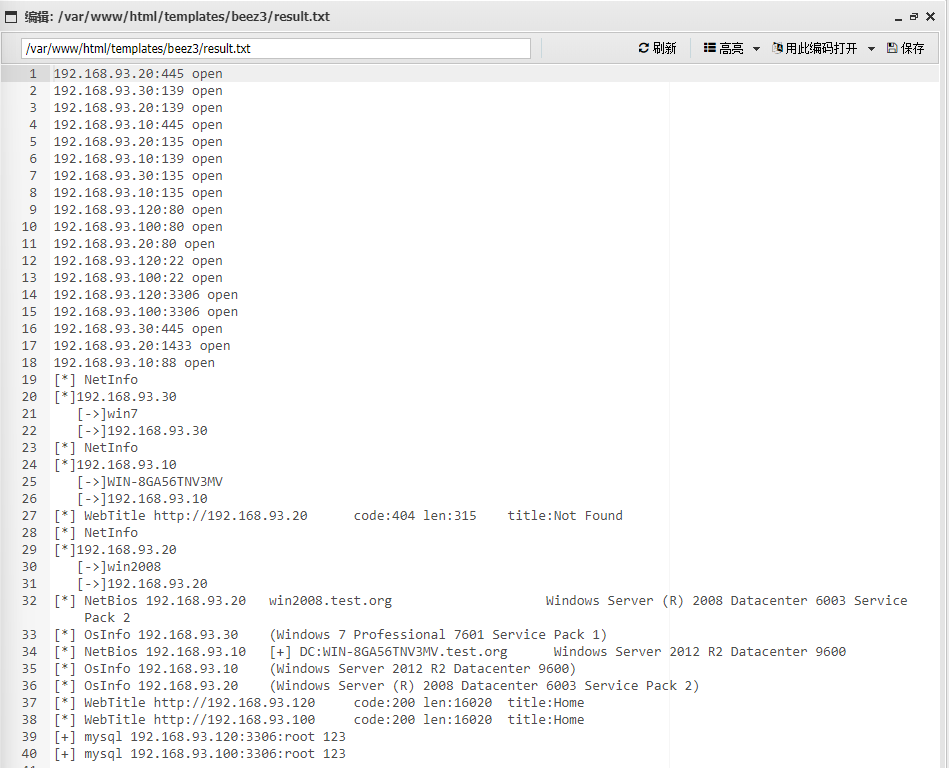 编辑: /var/www/html/templates/beez3/result.txt
/var/www/html/templates/beez3/result.txt 刷新 高亮 用此编码打开 保存
1 192.168.93.20:445 open
2 192.168.93.30:139 open
3 192.168.93.20:139 open
4 192.168.93.10:445 open
5 192.168.93.20:135 open
6 192.168.93.10:139 open
7 192.168.93.30:135 open
8 192.168.93.10:135 open
9 192.168.93.120:80 open
10 192.168.93.100:80 open
11 192.168.93.20:80 open
12 192.168.93.120:22 open
13 192.168.93.100:22 open
14 192.168.93.120:3306 open
15 192.168.93.100:3306 open
16 192.168.93.30:445 open
17 192.168.93.20:1433 open
18 192.168.93.10:88 open
19 [*] NetInfo
20 [*]192.168.93.30
21 [->]win7
22 [->]192.168.93.30
23 [*] NetInfo
24 [*]192.168.93.10
25 [->]WIN-8GA56TNV3MV
26 [->]192.168.93.10
27 [*] WebTitle http://192.168.93.20 code:404 len:315 title:Not Found
28 [*] NetInfo
29 [*]192.168.93.20
30 [->]win2008
31 [->]192.168.93.20
32 [*] NetBios 192.168.93.20 win2008.test.org Windows Server (R) 2008 Datacenter 6003 Service
Pack 2
33 [*] OsInfo 192.168.93.30 (Windows 7 Professional 7601 Service Pack 1)
34 [*] NetBios 192.168.93.10 [+] DC:WIN-8GA56TNV3MV.test.org Windows Server 2012 R2 Datacenter 9600
35 [*] OsInfo 192.168.93.10 (Windows Server 2012 R2 Datacenter 9600)
36 [*] OsInfo 192.168.93.20 (Windows Server (R) 2008 Datacenter 6003 Service Pack 2)
37 [*] WebTitle http://192.168.93.120 code:200 len:16020 title:Home
38 [*] WebTitle http://192.168.93.100 code:200 len:16020 title:Home
39 [+] mysql 192.168.93.120:3306:root 123
40 [+] mysql 192.168.93.100:3306:root 123